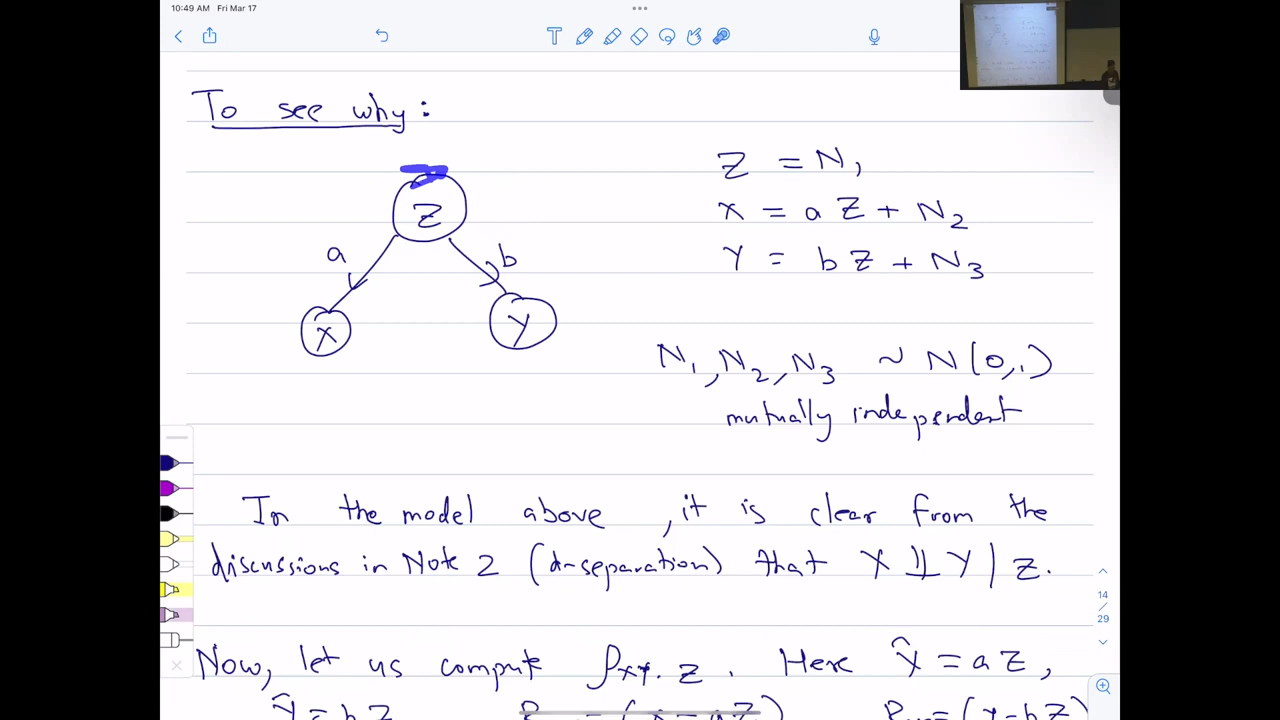 10:49 AM Fri Mar 17
To see why:
Z
a
b
X
Y
Z = N₁
X = a Z + N₂
Y = b Z + N₃
N₁, N₂, N₃ ~ N(0,1)
mutually independent
In the model above, it is clear from the
discussions in Note 2 (d-separation) that X ⫫ Y | Z.
14
/
29
Now, let us compute ρ_XY.Z. Here X̂ = a Z,
Ŷ = b Z